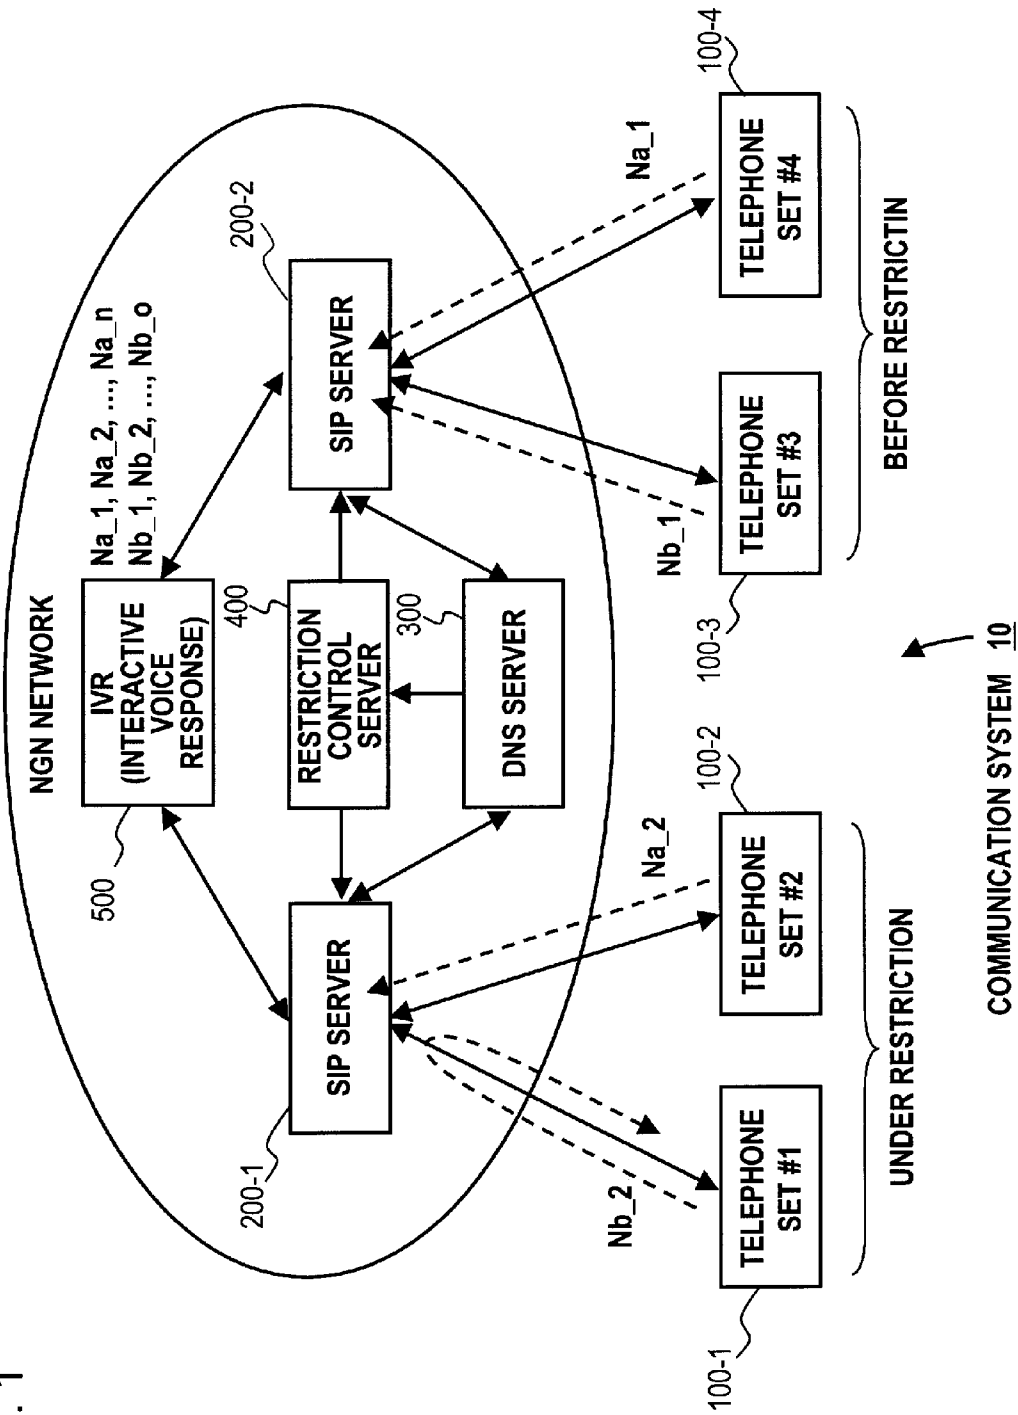 . 1
NGN NETWORK
500
IVR
(INTERACTIVE
VOICE
RESPONSE)
Na_1, Na_2, ..., Na_n
Nb_1, Nb_2, ..., Nb_o
200-1
SIP SERVER
400
RESTRICTION
CONTROL
SERVER
200-2
SIP SERVER
300
DNS SERVER
Nb_2
Na_2
Nb_1
Na_1
100-1
TELEPHONE
SET #1
100-2
TELEPHONE
SET #2
100-3
TELEPHONE
SET #3
100-4
TELEPHONE
SET #4
UNDER RESTRICTION
BEFORE RESTRICTIN
COMMUNICATION SYSTEM 10